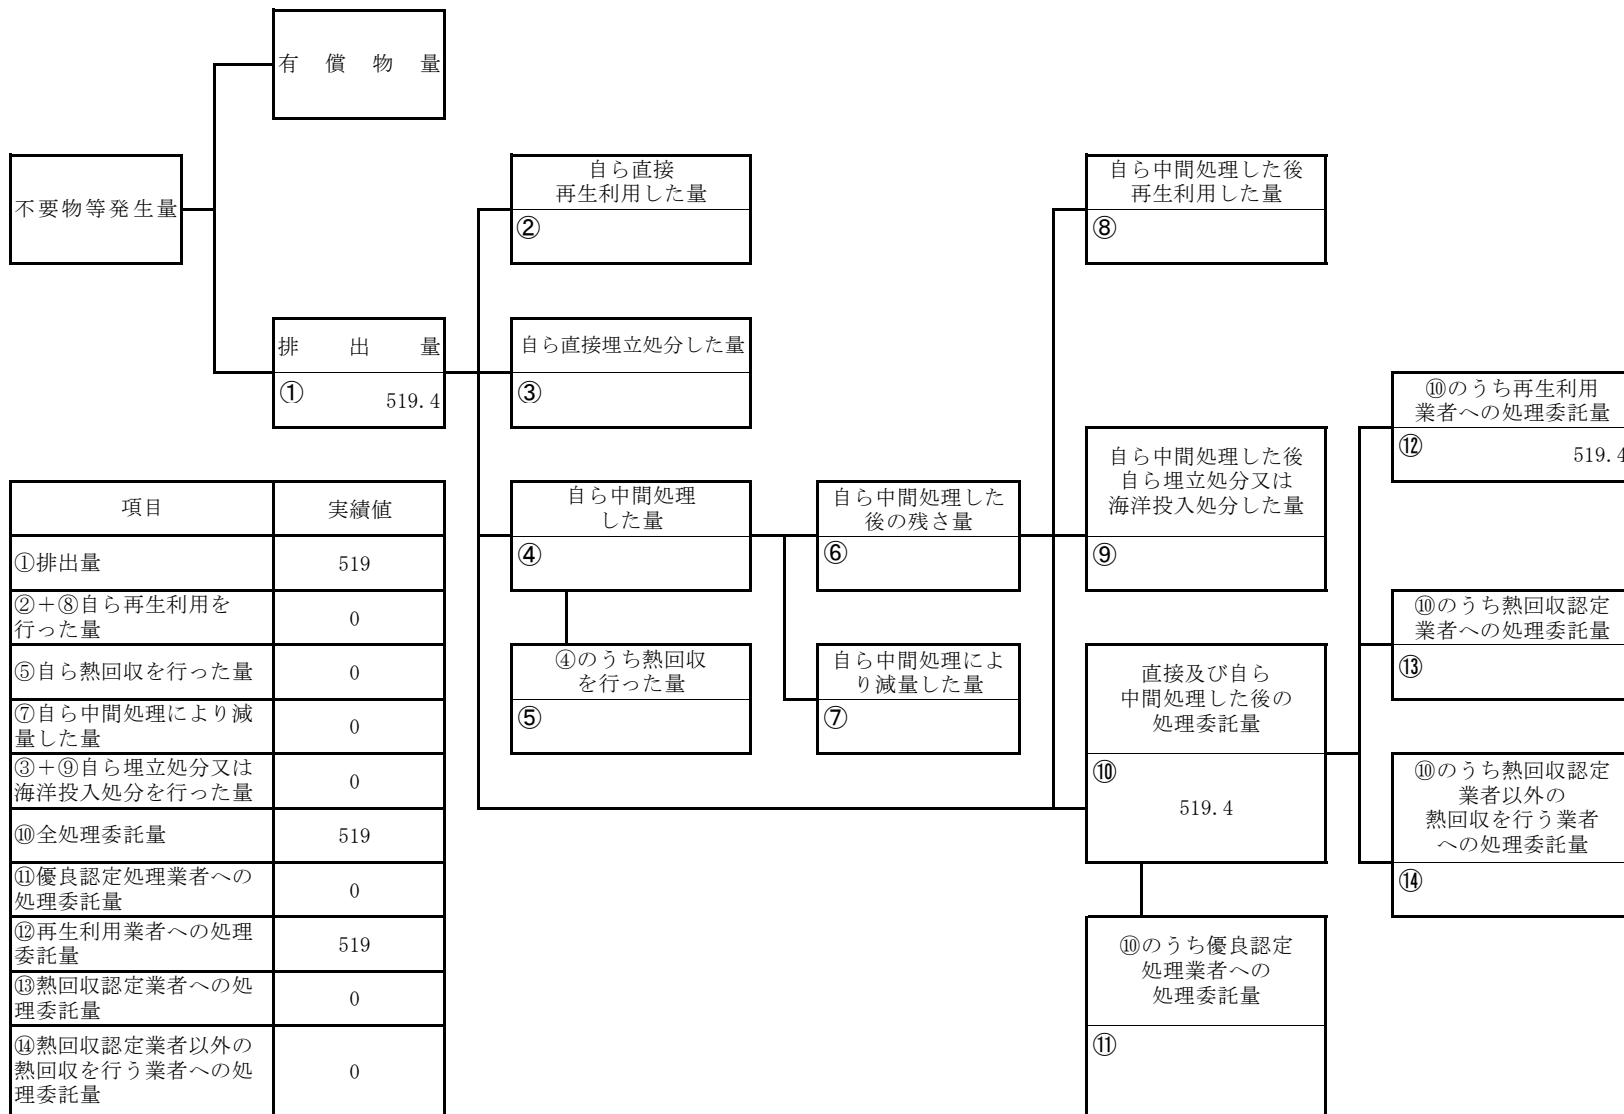 有償物量
不要物等発生量
自ら直接
再生利用した量
②
自ら中間処理した後
再生利用した量
⑧
排出量
①
519.4
自ら直接埋立処分した量
③
⑩のうち再生利用
業者への処理委託量
⑫
519.4
自ら中間処理
した量
④
自ら中間処理した
後の残さ量
⑥
自ら中間処理した後
自ら埋立処分又は
海洋投入処分した量
⑨
⑩のうち熱回収認定
業者への処理委託量
⑬
④のうち熱回収
を行った量
⑤
自ら中間処理によ
り減量した量
⑦
直接及び自ら
中間処理した後の
処理委託量
⑩
519.4
⑩のうち熱回収認定
業者以外の
熱回収を行う業者
への処理委託量
⑭
⑩のうち優良認定
処理業者への
処理委託量
⑪
項目 実績値
①排出量 519
②＋⑧自ら再生利用を
行った量 0
⑤自ら熱回収を行った量 0
⑦自ら中間処理により減
量した量 0
③＋⑨自ら埋立処分又は
海洋投入処分を行った量 0
⑩全処理委託量 519
⑪優良認定処理業者への
処理委託量 0
⑫再生利用業者への処理
委託量 519
⑬熱回収認定業者への処
理委託量 0
⑭熱回収認定業者以外の
熱回収を行う業者への処
理委託量 0